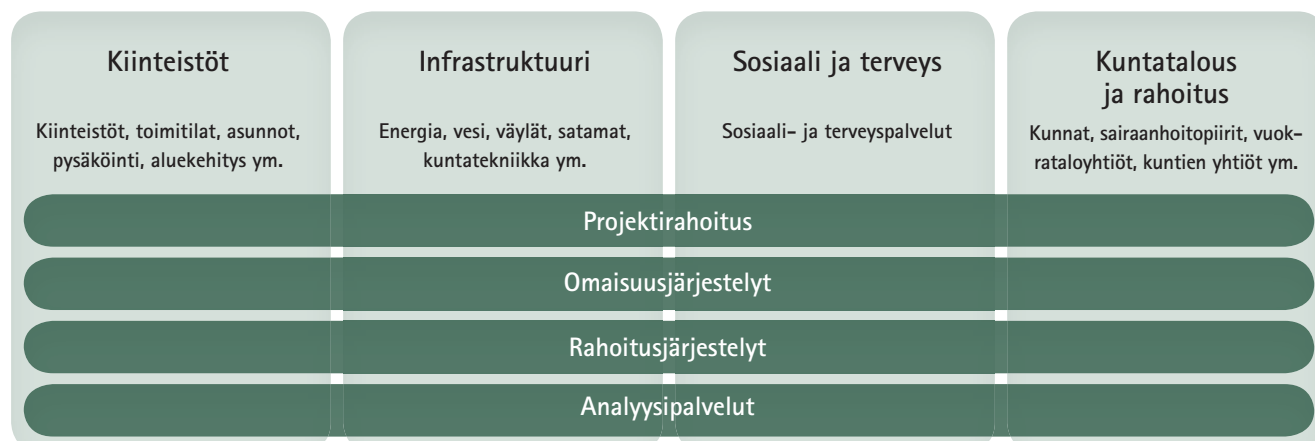 Kiinteistöt
Kiinteistöt, toimitilat, asunnot,
pysäköinti, aluekehitys ym.
Infrastruktuuri
Energia, vesi, väylät, satamat,
kuntatekniikka ym.
Sosiaali ja terveys
Sosiaali- ja terveyspalvelut
Kuntatalous
ja rahoitus
Kunnat, sairaanhoitopiirit, vuok-
rataloyhtiöt, kuntien yhtiöt ym.
Projektirahoitus
Omaisuusjärjestelyt
Rahoitusjärjestelyt
Analyysipalvelut